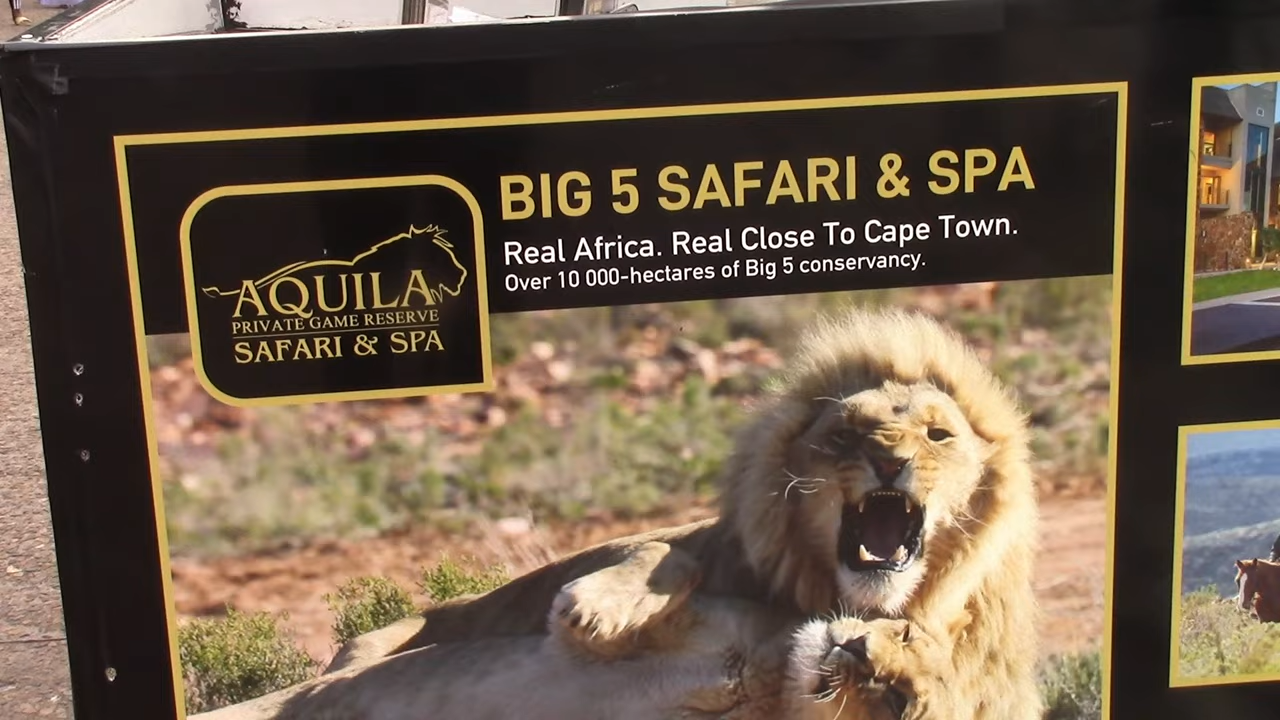 BIG 5 SAFARI & SPA
Real Africa. Real Close To Cape Town.
Over 10 000-hectares of Big 5 conservancy.
AQUILA
PRIVATE GAME RESERVE
SAFARI & SPA